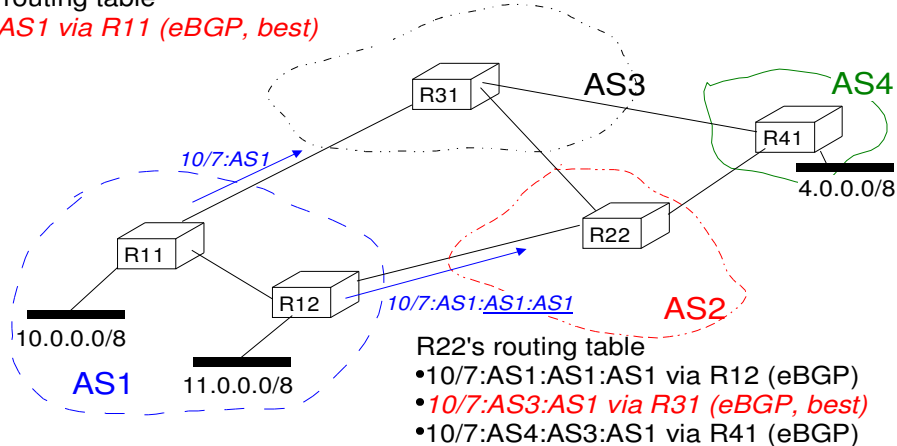 routing table
AS1 via R11 (eBGP, best)
AS3
AS4
R31
R41
10/7:AS1
4.0.0.0/8
R22
R11
R12
10/7:AS1:AS1:AS1
AS2
10.0.0.0/8
11.0.0.0/8
AS1
R22's routing table
•10/7:AS1:AS1:AS1 via R12 (eBGP)
•10/7:AS3:AS1 via R31 (eBGP, best)
•10/7:AS4:AS3:AS1 via R41 (eBGP)